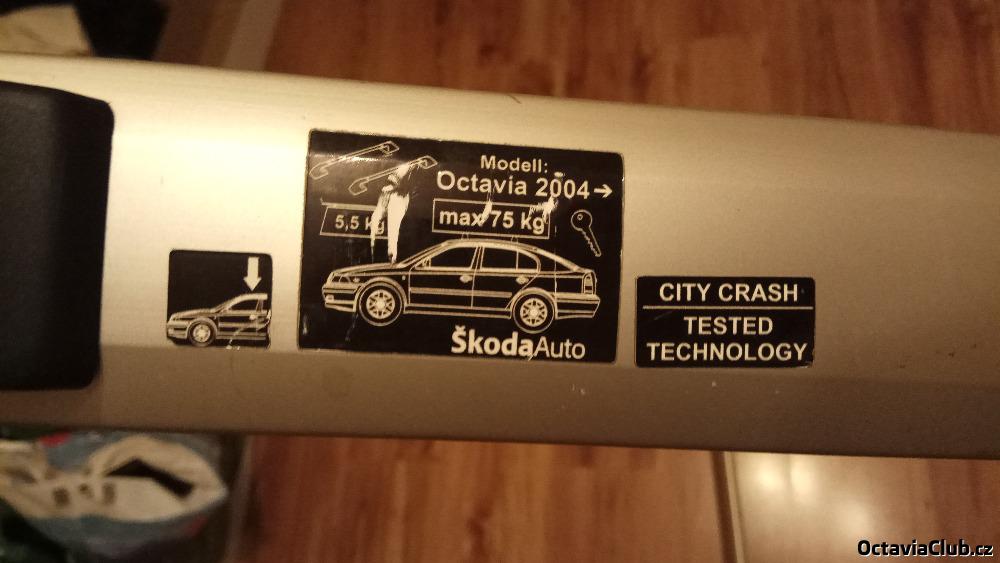 Modell:
Octavia 2004→
5,5 kg
max 75 kg
ŠkodaAuto
CITY CRASH
TESTED
TECHNOLOGY
OctaviaClub.cz